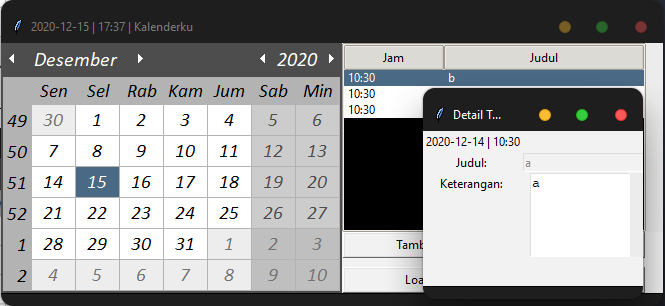 2020-12-15 | 17:37 | Kalenderku
Desember 2020
Sen Sel Rab Kam Jum Sab Min
49 30 1 2 3 4 5 6
50 7 8 9 10 11 12 13
51 14 15 16 17 18 19 20
52 21 22 23 24 25 26 27
1 28 29 30 31 1 2 3
2 4 5 6 7 8 9 10
Jam Judul
10:30 b
10:30
10:30
Tamb
Loa
Detail T...
2020-12-14 | 10:30
Judul: a
Keterangan: a